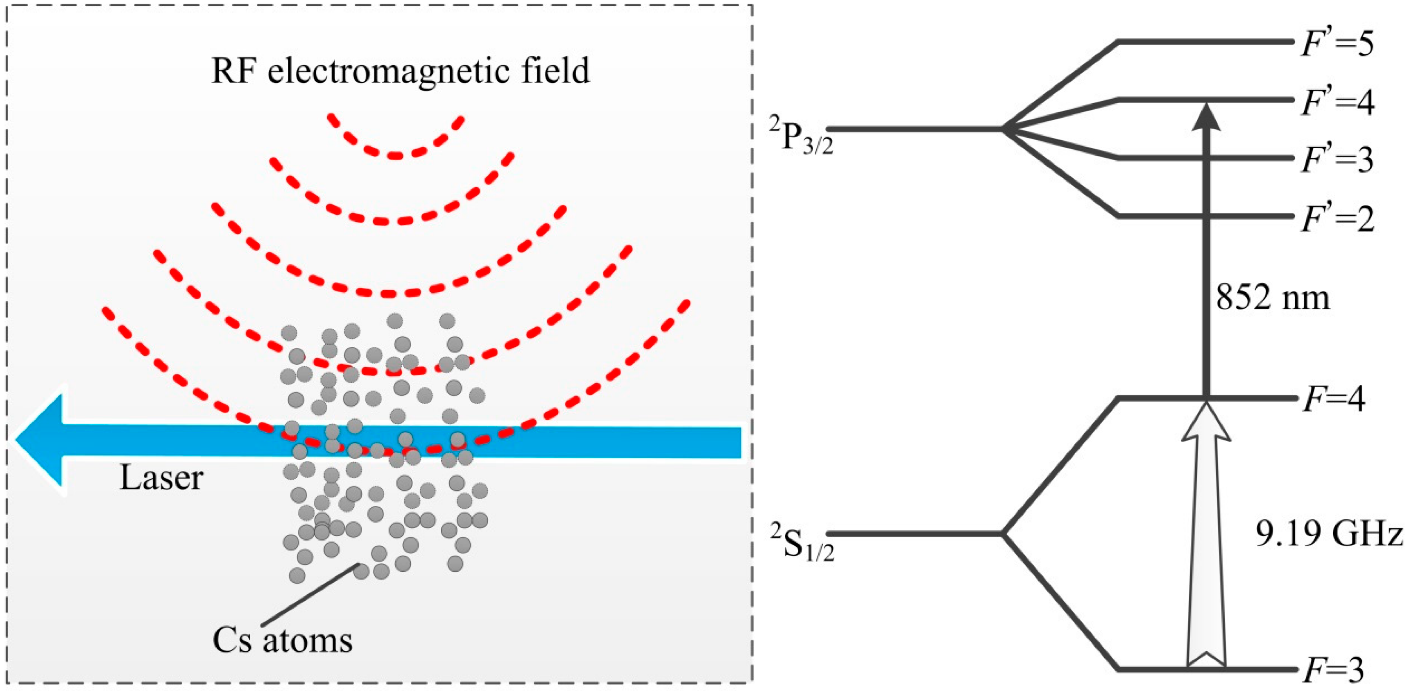 RF electromagnetic field
Laser
Cs atoms
²P₃/₂
F’=5
F’=4
F’=3
F’=2
852 nm
F=4
²S₁/₂
9.19 GHz
F=3